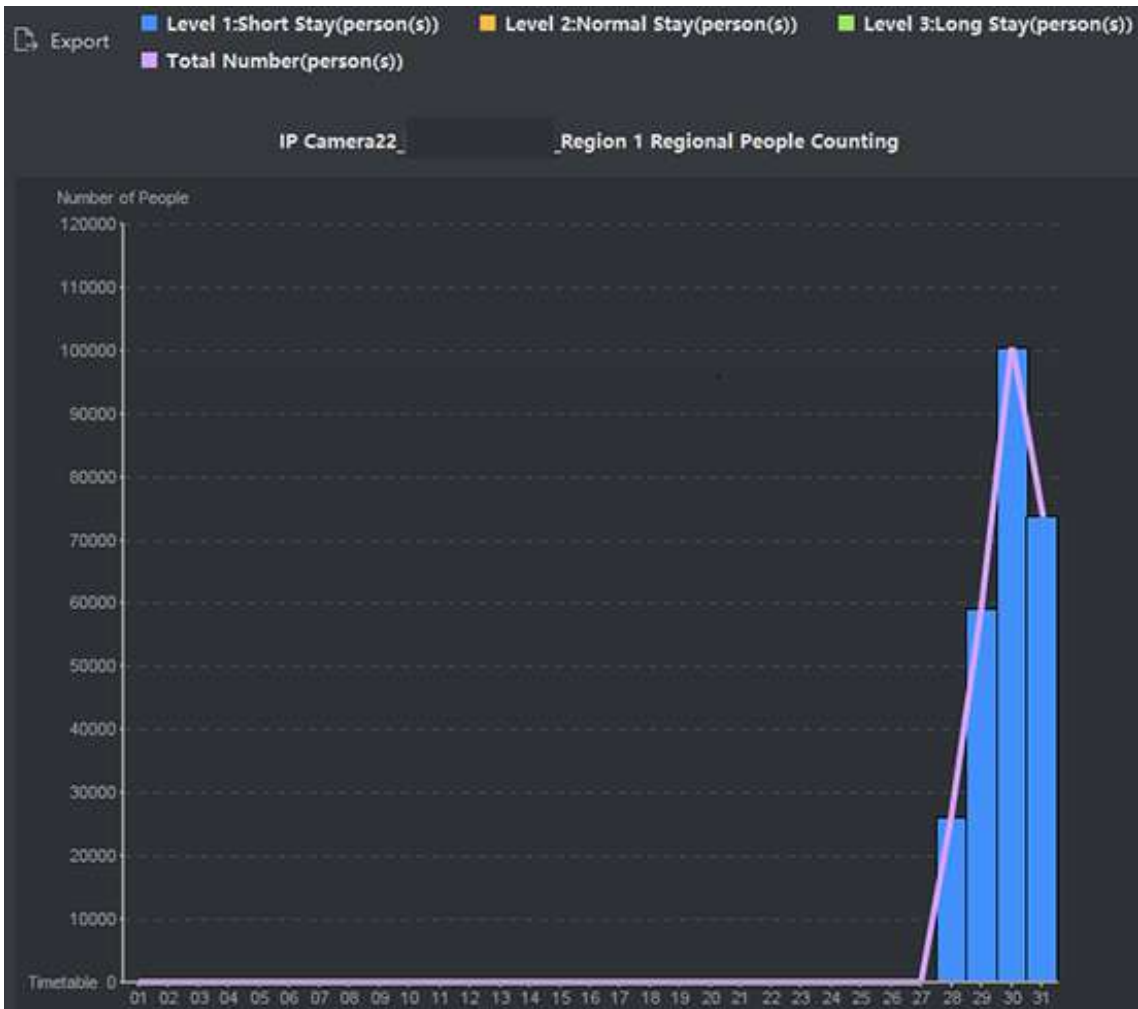 Export
Level 1:Short Stay(person(s)) Level 2:Normal Stay(person(s)) Level 3:Long Stay(person(s))
Total Number(person(s))
IP Camera22_ _Region 1 Regional People Counting
Number of People
120000
110000
100000
90000
80000
70000
60000
50000
40000
30000
20000
10000
Timetable 0
01 02 03 04 05 06 07 08 09 10 11 12 13 14 15 16 17 18 19 20 21 22 23 24 25 26 27 28 29 30 31